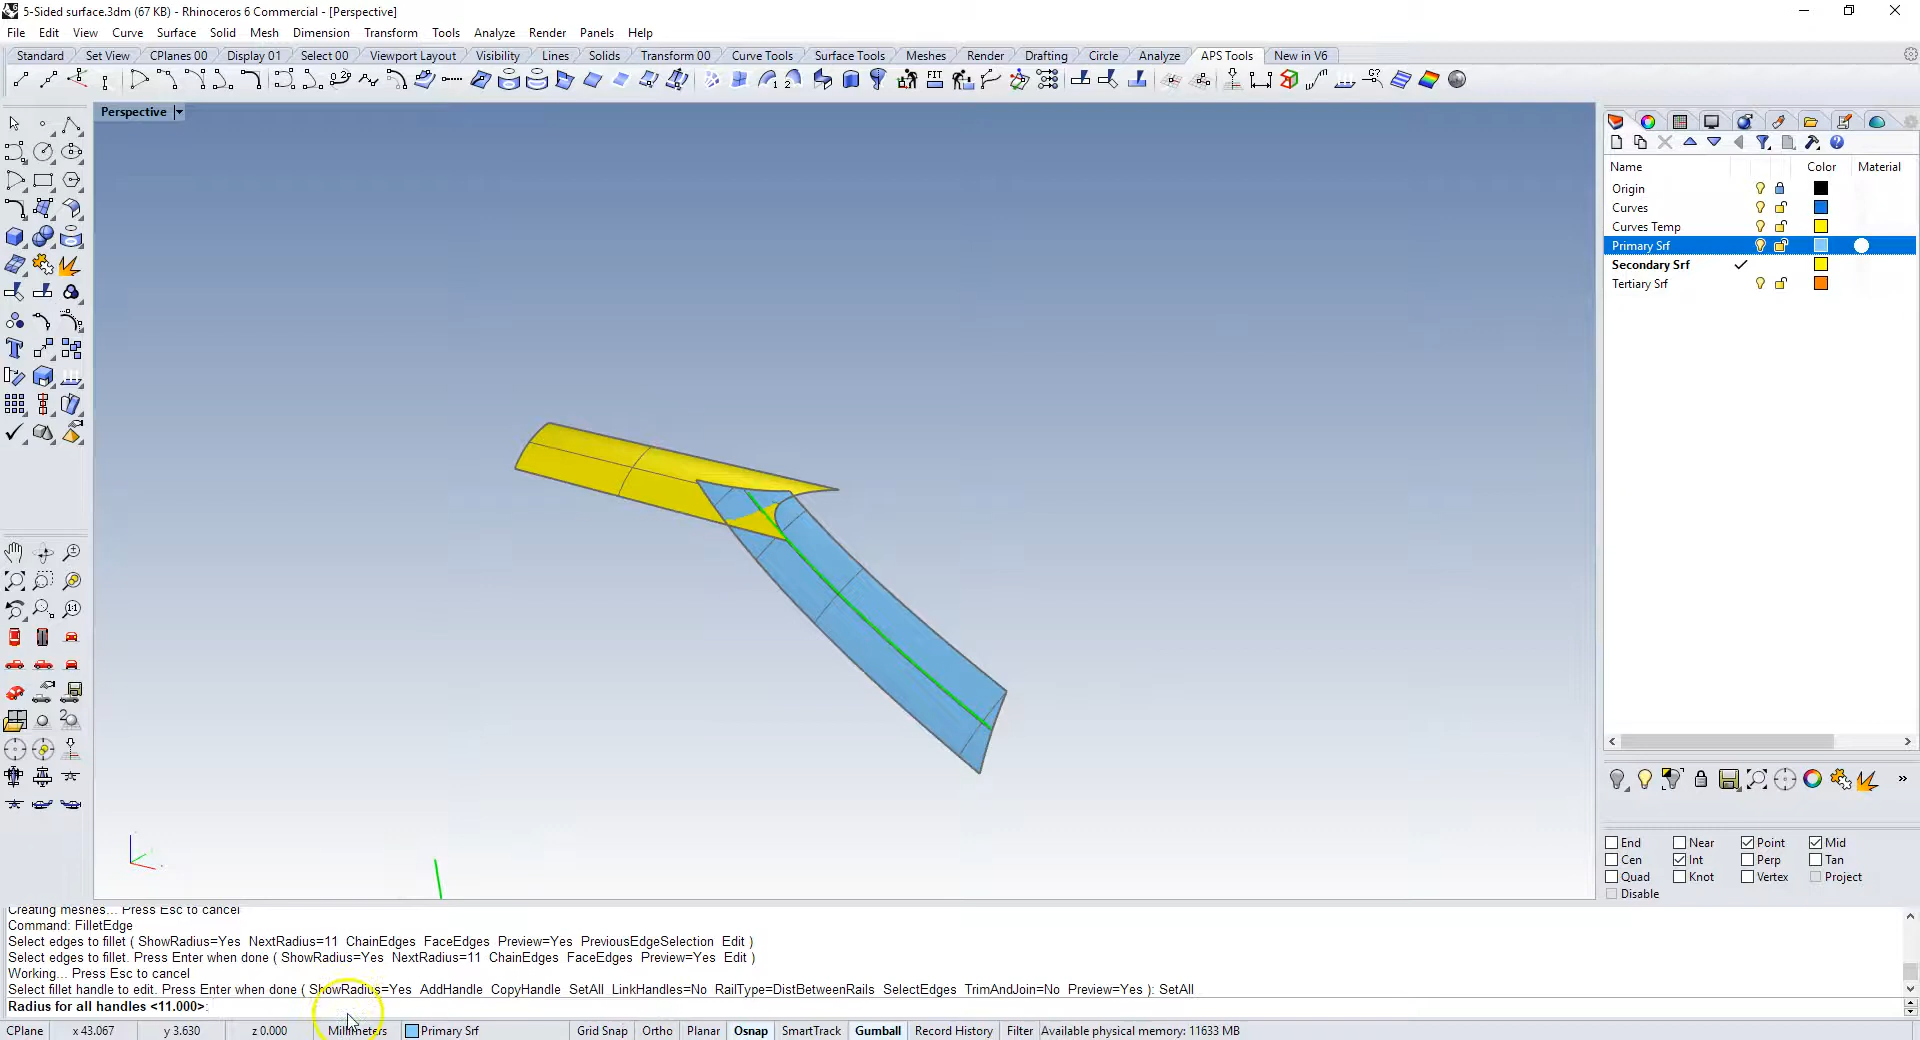 5-Sided surface.3dm (67 KB) - Rhinoceros 6 Commercial - [Perspective]
File Edit View Curve Surface Solid Mesh Dimension Transform Tools Analyze Render Panels Help
Standard Set View CPlanes 00 Display 01 Select 00 Viewport Layout Visibility Lines Solids Transform 00 Curve Tools Surface Tools Meshes Render Drafting Circle Analyze APS Tools New in V6
FIT
Perspective
Name Color Material
Origin
Curves
Curves Temp
Primary Srf
Secondary Srf
Tertiary Srf
End Near Point Mid
Cen Int Perp Tan
Quad Knot Vertex Project
Disable
Creating meshes... Press Esc to cancel
Command: FilletEdge
Select edges to fillet ( ShowRadius=Yes NextRadius=11 ChainEdges FaceEdges Preview=Yes PreviousEdgeSelection Edit )
Select edges to fillet. Press Enter when done ( ShowRadius=Yes NextRadius=11 ChainEdges FaceEdges Preview=Yes Edit )
Working... Press Esc to cancel
Select fillet handle to edit. Press Enter when done ( ShowRadius=Yes AddHandle CopyHandle SetAll LinkHandles=No RailType=DistBetweenRails SelectEdges TrimAndJoin=No Preview=Yes ): SetAll
Radius for all handles <11.000>:
CPlane x 43.067 y 3.630 z 0.000 Millimeters Primary Srf Grid Snap Ortho Planar Osnap SmartTrack Gumball Record History Filter Available physical memory: 11633 MB